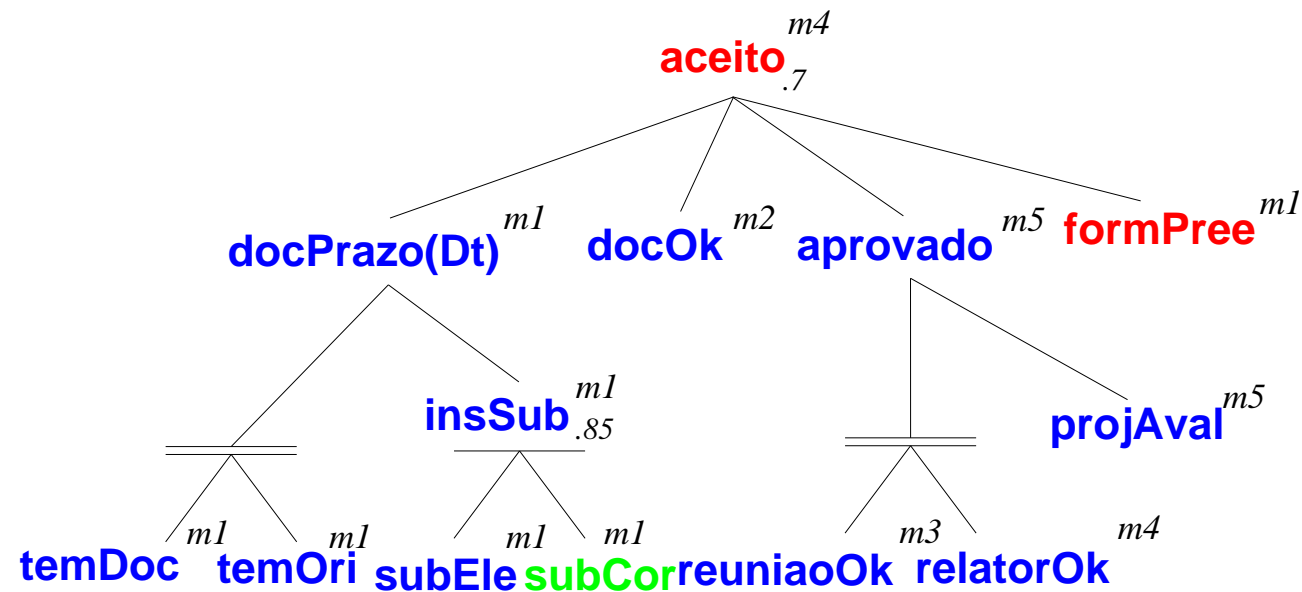 aceito m4 .7
docPrazo(Dt) m1 docOk m2 aprovado m5 formPree m1
insSub m1 .85 projAval m5
temDoc m1 temOri m1 subEle m1 subCor m1 reuniaoOk m3 relatorOk m4